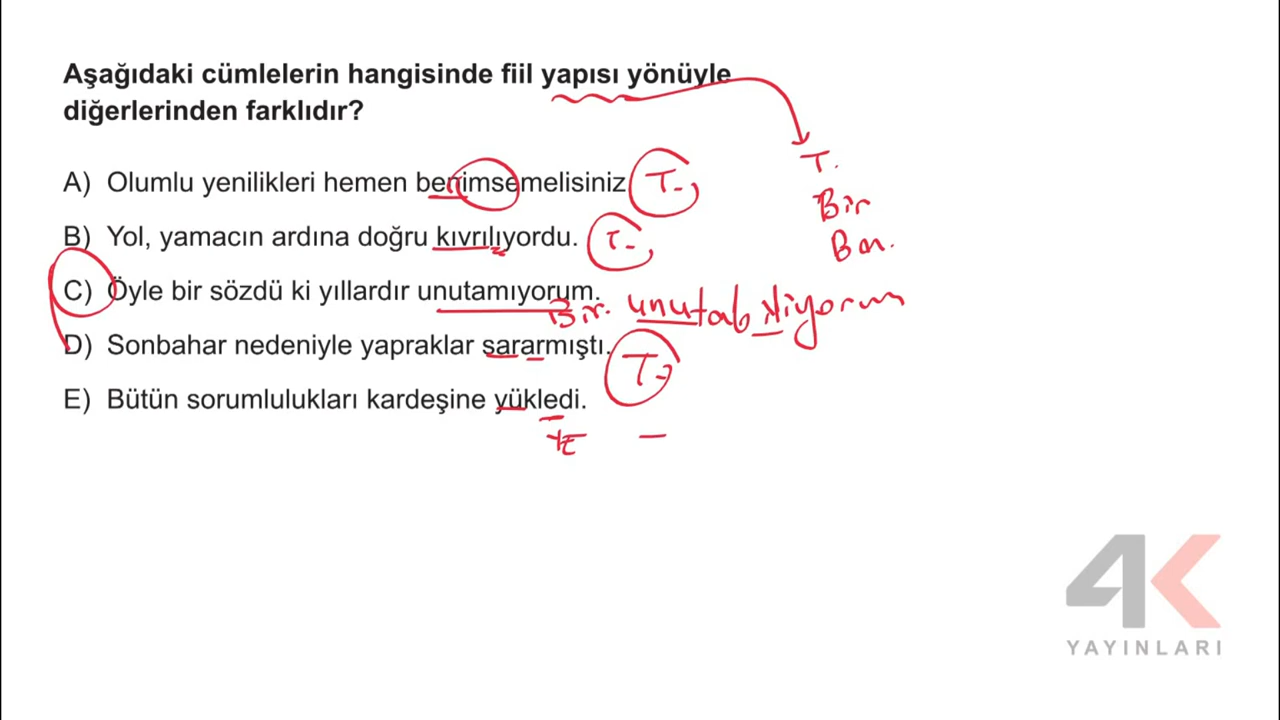 Aşağıdaki cümlelerin hangisinde fiil yapısı yönüyle
diğerlerinden farklıdır?
T.
Bir
A) Olumlu yenilikleri hemen benimsemelisiniz T.
B) Yol, yamacın ardına doğru kıvrılıyordu. T.
C) Öyle bir sözdü ki yıllardır unutamıyorum.
Bir. unutabiliyorum
D) Sonbahar nedeniyle yapraklar sararmıştı. T.
E) Bütün sorumlulukları kardeşine yükledi.
4K
YAYINLARI